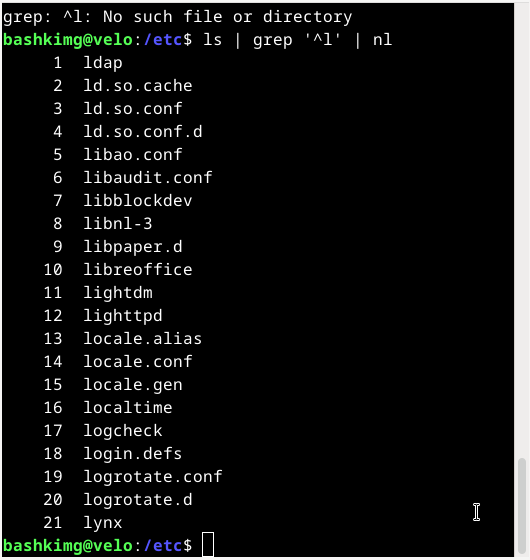 grep: ^l: No such file or directory
bashkimg@velo:/etc$ ls | grep '^l' | nl
1 ldap
2 ld.so.cache
3 ld.so.conf
4 ld.so.conf.d
5 libao.conf
6 libaudit.conf
7 libblockdev
8 libnl-3
9 libpaper.d
10 libreoffice
11 lightdm
12 lighttpd
13 locale.alias
14 locale.conf
15 locale.gen
16 localtime
17 logcheck
18 login.defs
19 logrotate.conf
20 logrotate.d
21 lynx
bashkimg@velo:/etc$